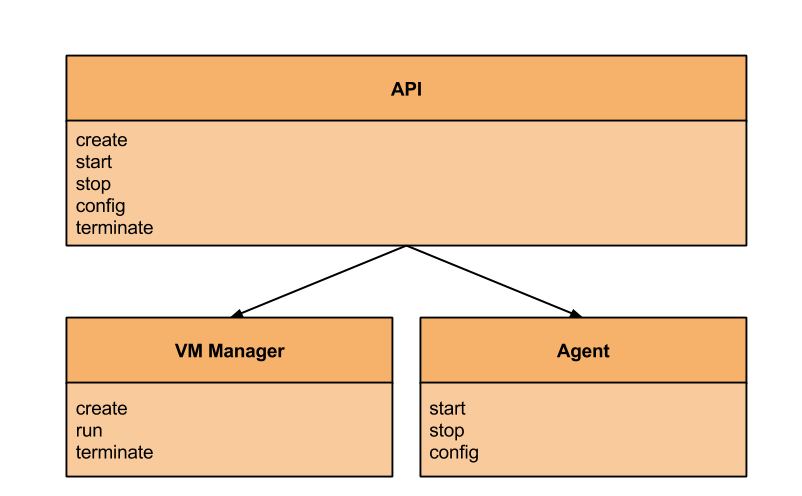 API
create
start
stop
config
terminate
VM Manager
create
run
terminate
Agent
start
stop
config